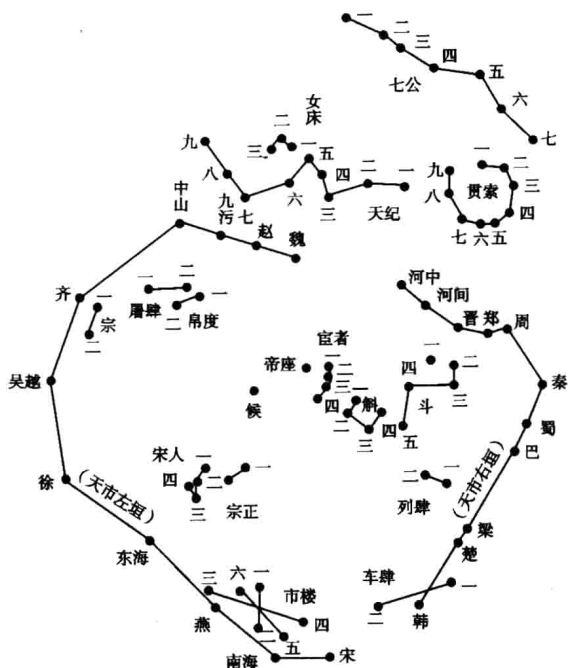 一
二
三
四
五
六
七
七公
女床
一
二
三
九
八
七
六
五
四
三
二
一
天纪
九
八
七
六
五
四
三
二
一
贯索
中山
九污
赵
魏
齐
吴越
徐
(天市左垣)
东海
燕
南海
宋
一
二
屠肆
一
二
帛度
一
二
宗
河中
河间
晋
郑
周
秦
蜀
巴
(天市右垣)
梁
楚
韩
宦者
一
二
三
四
帝座
候
一
二
三
四
斛
一
二
三
四
五
斗
宋人
一
二
三
四
一
宗正
二
一
列肆
车肆
一
二
三
六
一
市楼
四
二
五